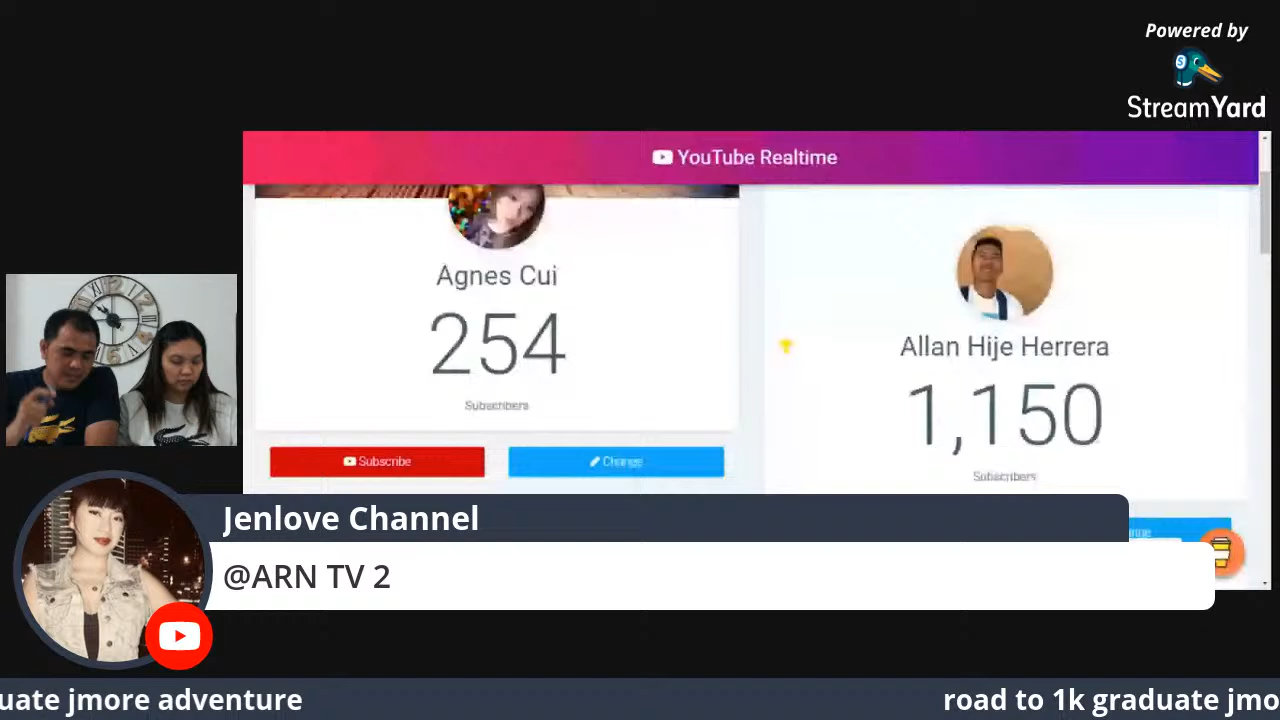 Powered by
StreamYard
YouTube Realtime
Agnes Cui
254
Subscribers
Subscribe
Change
Allan Hije Herrera
1,150
Subscribers
Jenlove Channel
@ARN TV 2
uate jmore adventure
road to 1k graduate jmo